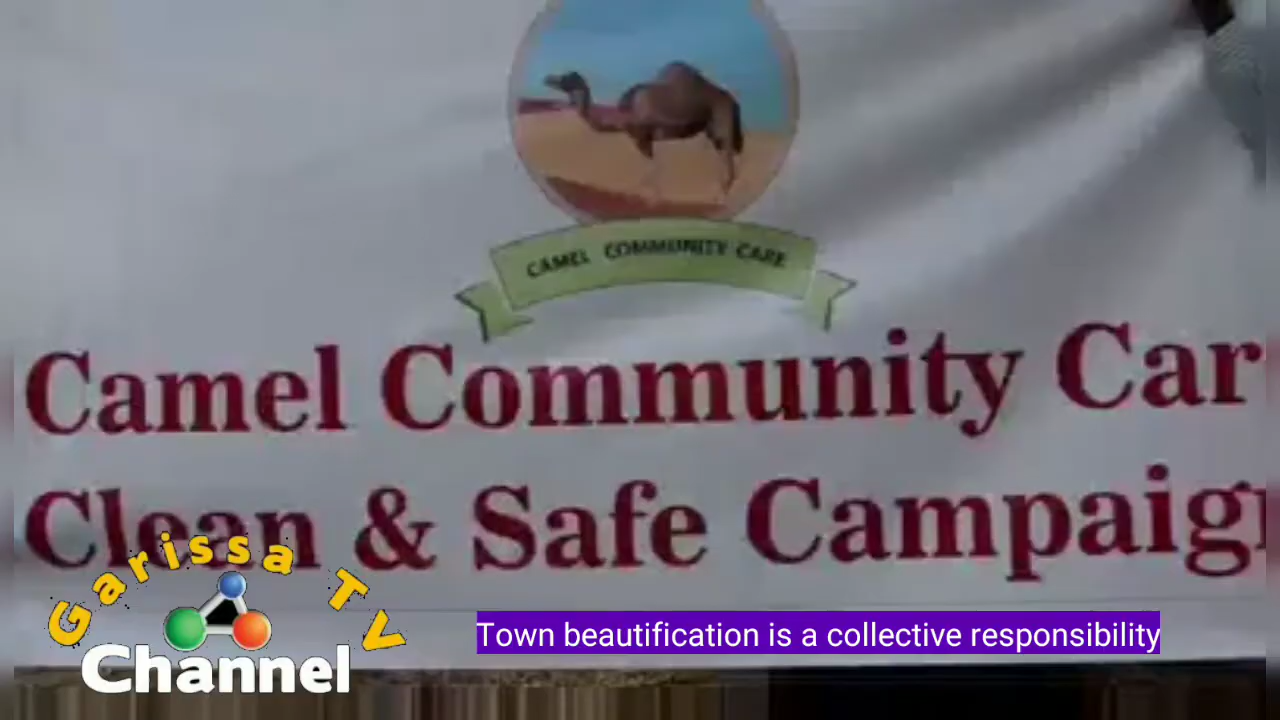 CAMEL COMMUNITY CARE
Camel Community Car
Clean & Safe Campaig
Garissa TV
Channel
Town beautification is a collective responsibility